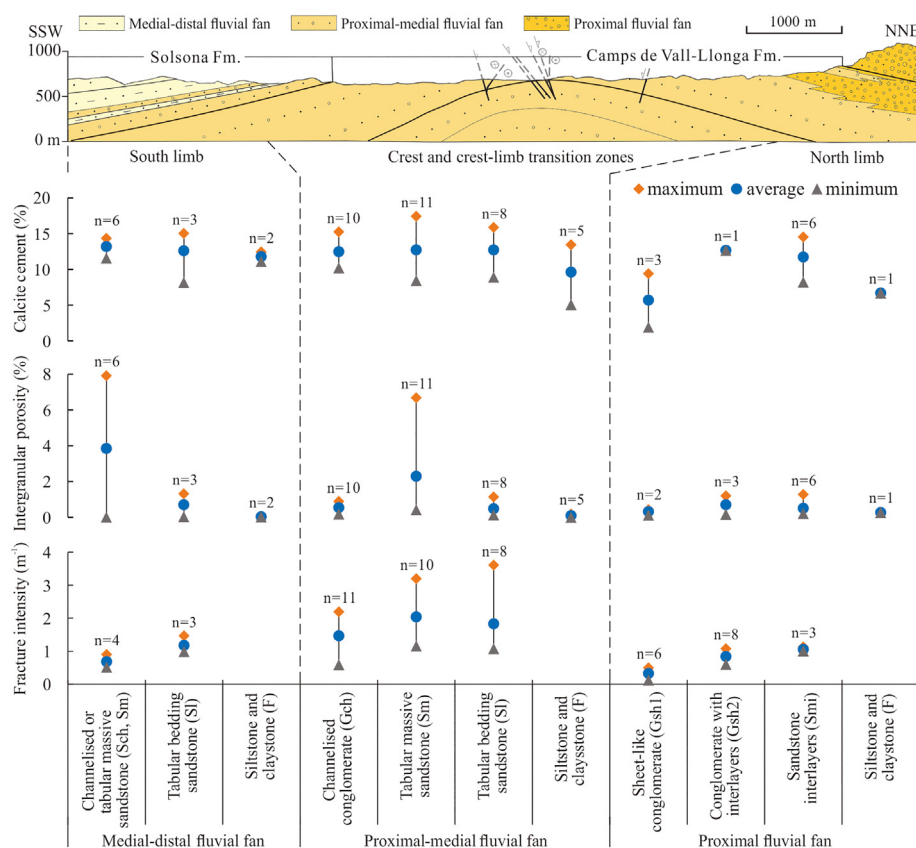 Medial-distal fluvial fan
Proximal-medial fluvial fan
Proximal fluvial fan
1000 m
SSW
NNE
Solsona Fm.
Camps de Vall-Llonga Fm.
1000
500
0 m
South limb
Crest and crest-limb transition zones
North limb
maximum
average
minimum
Calcite cement (%)
20
15
10
5
0
n=6
n=3
n=2
n=10
n=11
n=8
n=5
n=3
n=1
n=6
n=1
Intergranular porosity (%)
8
6
4
2
0
n=6
n=3
n=2
n=10
n=11
n=8
n=5
n=2
n=3
n=6
n=1
Fracture intensity (m⁻¹)
4
3
2
1
0
n=4
n=3
n=11
n=10
n=8
n=6
n=8
n=3
Channelised or
tabular massive
sandstone (Sch, Sm)
Tabular bedding
sandstone (Sl)
Siltstone and
claystone (F)
Channelised
conglomerate (Gch)
Tabular massive
sandstone (Sm)
Tabular bedding
sandstone (Sl)
Siltstone and
claysstone (F)
Sheet-like
conglomerate (Gsh1)
Conglomerate with
interlayers (Gsh2)
Sandstone
interlayers (Smi)
Siltstone and
claystone (F)
Medial-distal fluvial fan
Proximal-medial fluvial fan
Proximal fluvial fan